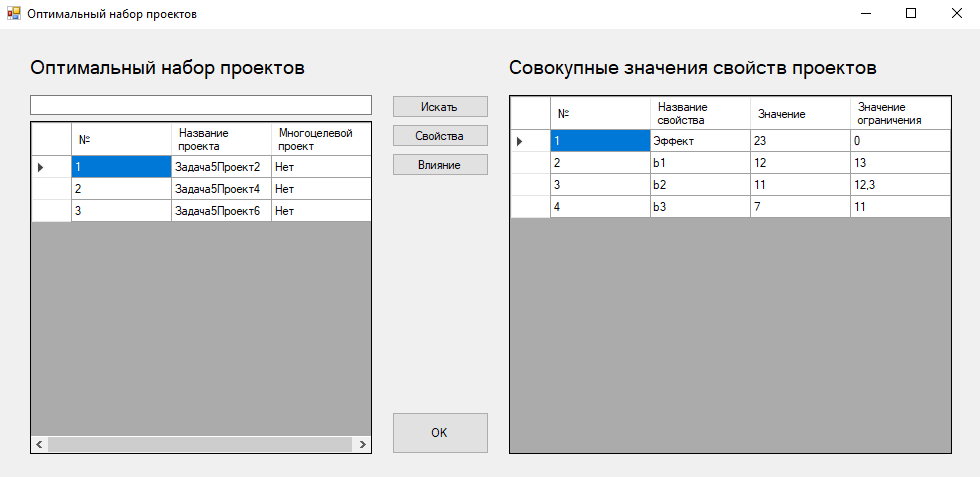 Оптимальный набор проектов
Оптимальный набор проектов
Искать
Свойства
Влияние
№ Название проекта Многоцелевой проект
1 Задача5Проект2 Нет
2 Задача5Проект4 Нет
3 Задача5Проект6 Нет
OK
Совокупные значения свойств проектов
№ Название свойства Значение Значение ограничения
1 Эффект 23 0
2 b1 12 13
3 b2 11 12,3
4 b3 7 11